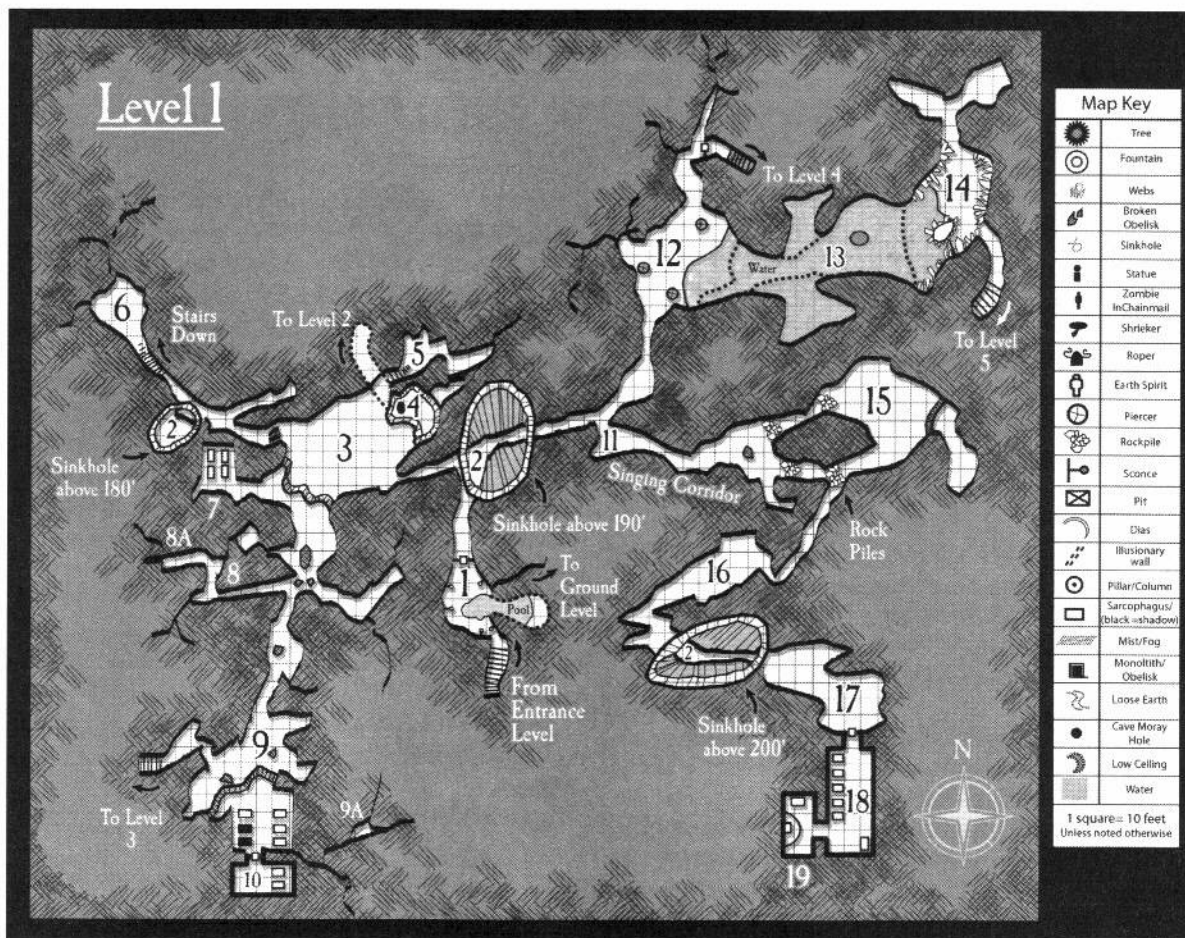 Level 1
6
Stairs
Down
To Level 2
5
4
3
2
Sinkhole
above 180'
7
8A
8
2
Sinkhole above 190'
1
Pool
To
Ground
Level
From
Entrance
Level
9
To Level
3
9A
10
12
To Level 4
Water
13
14
To Level
5
11
Singing Corridor
15
Rock
Piles
16
2
Sinkhole
above 200'
17
18
19
N
Map Key
Tree
Fountain
Webs
Broken
Obelisk
Sinkhole
Statue
Zombie
InChainmail
Shrieker
Roper
Earth Spirit
Piercer
Rockpile
Sconce
Pit
Dias
Illusionary
wall
Pillar/Column
Sarcophagus/
(black =shadow)
Mist/Fog
Monoltith/
Obelisk
Loose Earth
Cave Moray
Hole
Low Celling
Water
1 square= 10 feet
Unless noted otherwise